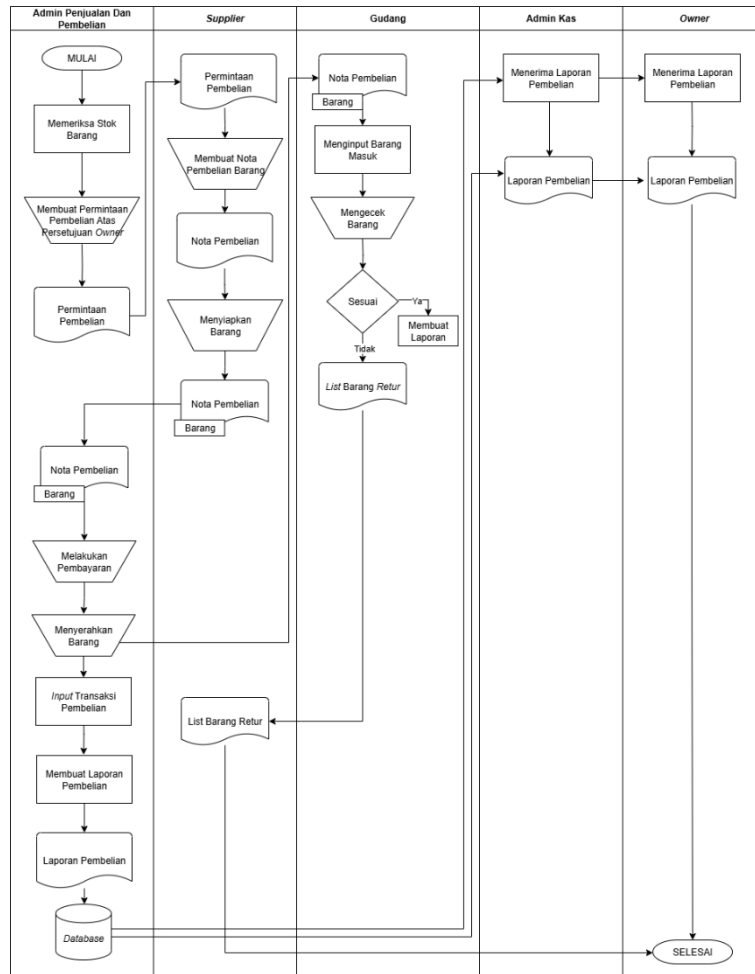 Admin Penjualan Dan
Pembelian
Supplier
Gudang
Admin Kas
Owner
MULAI
Memeriksa Stok
Barang
Membuat Permintaan
Pembelian Atas
Persetujuan Owner
Permintaan
Pembelian
Nota Pembelian
Barang
Melakukan
Pembayaran
Menyerahkan
Barang
Input Transaksi
Pembelian
Membuat Laporan
Pembelian
Laporan Pembelian
Database
Permintaan
Pembelian
Membuat Nota
Pembelian Barang
Nota Pembelian
Menyiapkan
Barang
Nota Pembelian
Barang
List Barang Retur
Nota Pembelian
Barang
Menginput Barang
Masuk
Mengecek
Barang
Sesuai
Ya
Membuat
Laporan
Tidak
List Barang Retur
Menerima Laporan
Pembelian
Laporan Pembelian
Menerima Laporan
Pembelian
Laporan Pembelian
SELESAI